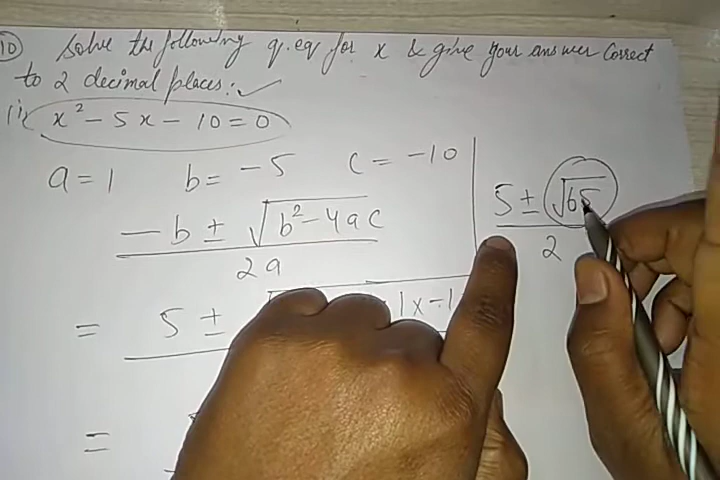 10 Solve the following q.eq for x & give your answer correct
to 2 decimal places:
(i) x² - 5x - 10 = 0
a = 1 b = -5 c = -10
-b ± √b² - 4ac
2a
= 5 ± 1x-1
=
5 ± √65
2